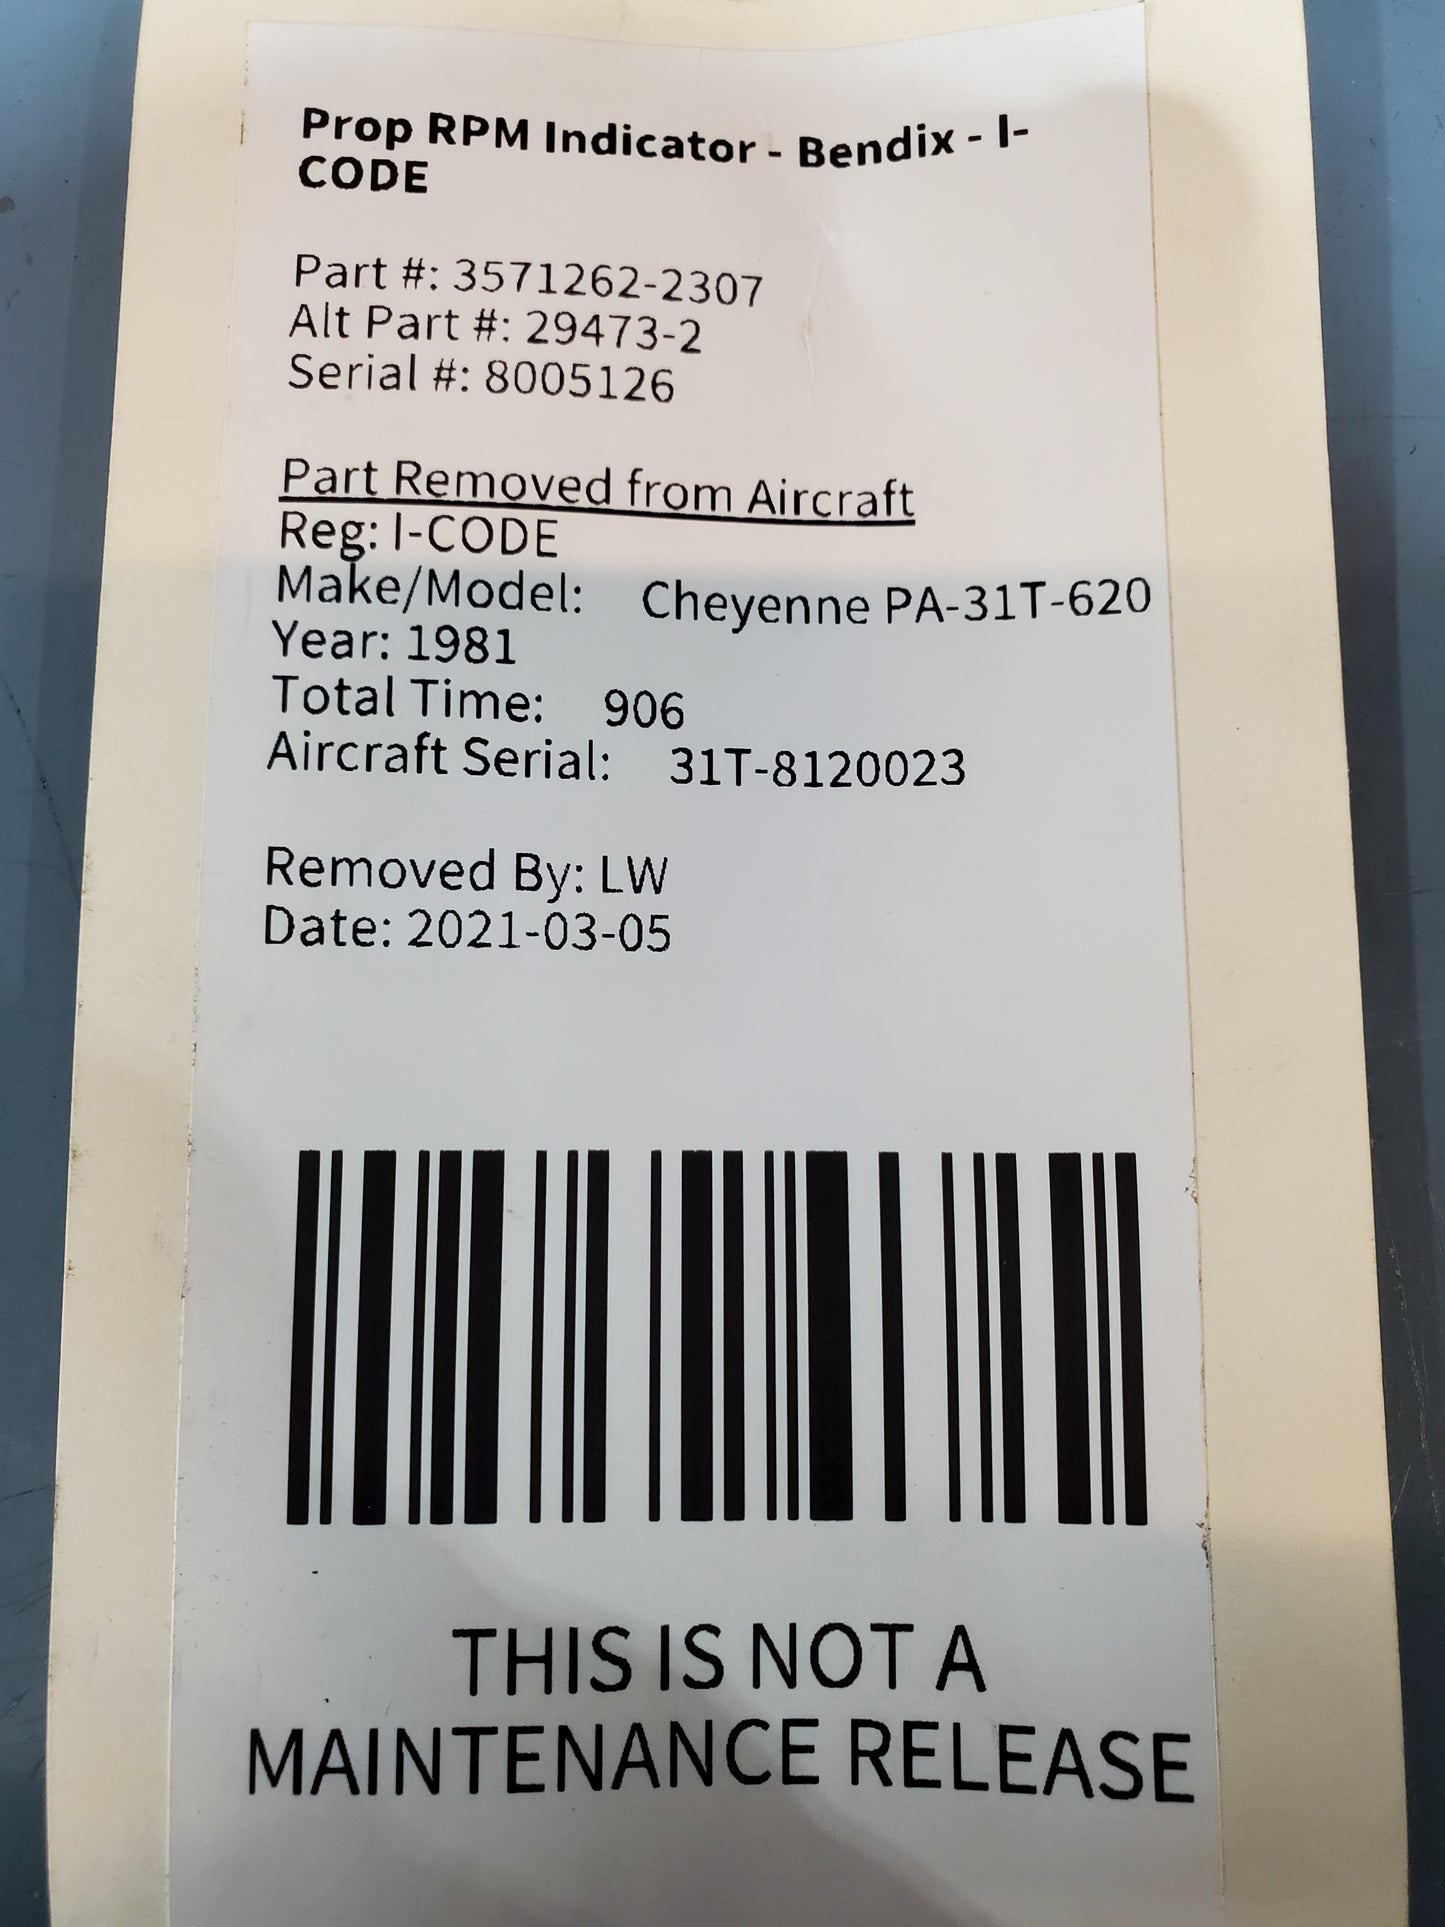 Prop RPM Indicator - Bendix - I-
CODE
Part #: 3571262-2307
Alt Part #: 29473-2
Serial #: 8005126
Part Removed from Aircraft
Reg: I-CODE
Make/Model: Cheyenne PA-31T-620
Year: 1981
Total Time: 906
Aircraft Serial: 31T-8120023
Removed By: LW
Date: 2021-03-05
THIS IS NOT A
MAINTENANCE RELEASE